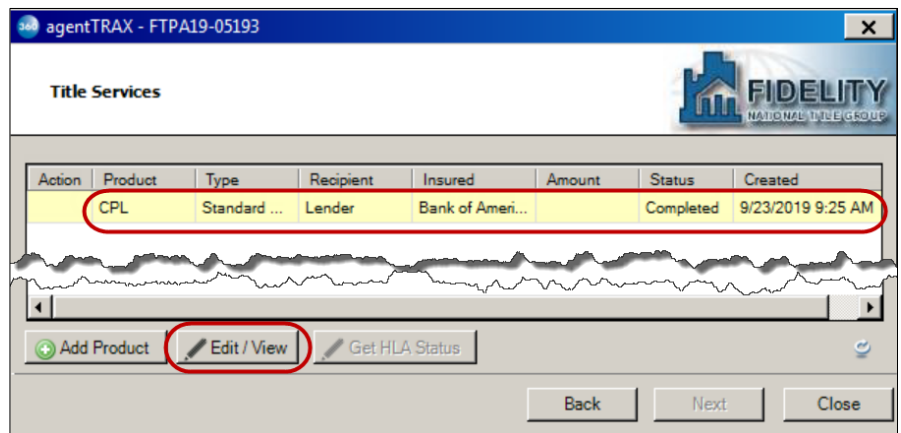 360 agentTRAX - FTPA19-05193
Title Services
FIDELITY
NATIONAL TITLE GROUP
Action Product Type Recipient Insured Amount Status Created
CPL Standard ... Lender Bank of Ameri... Completed 9/23/2019 9:25 AM
Add Product Edit / View Get HLA Status
Back Next Close